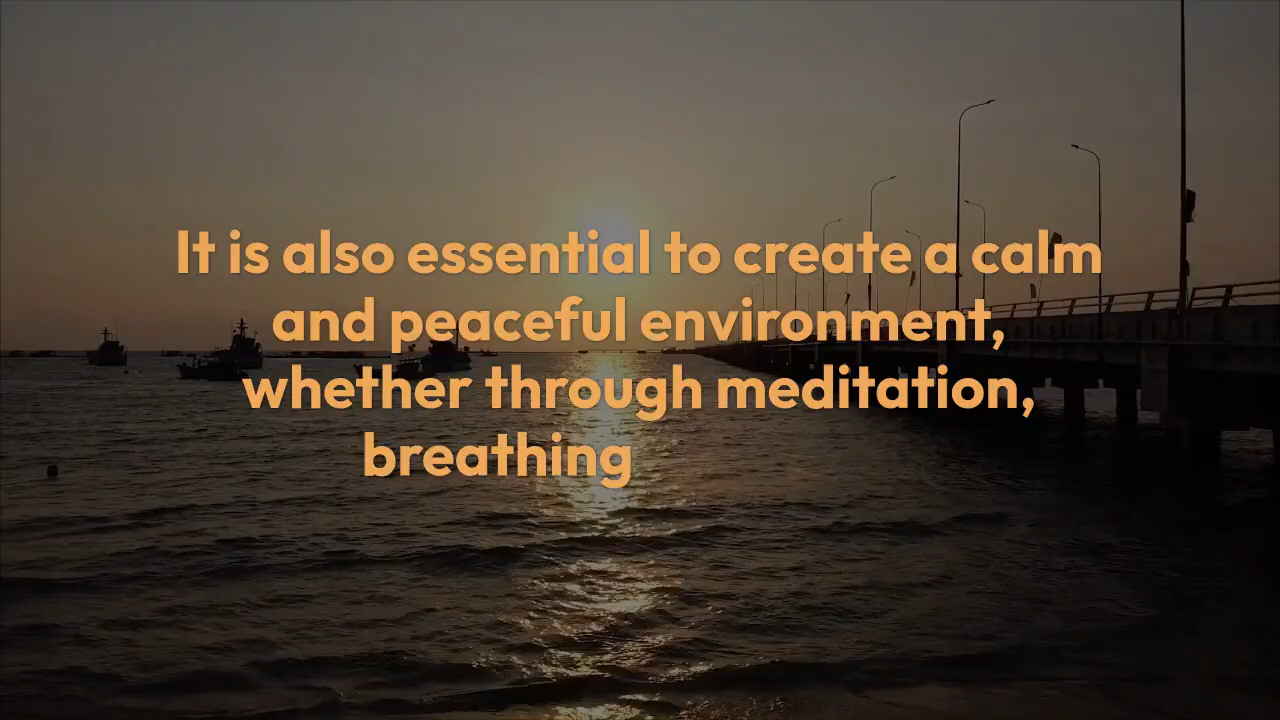 It is also essential to create a calm
and peaceful environment,
whether through meditation,
breathing